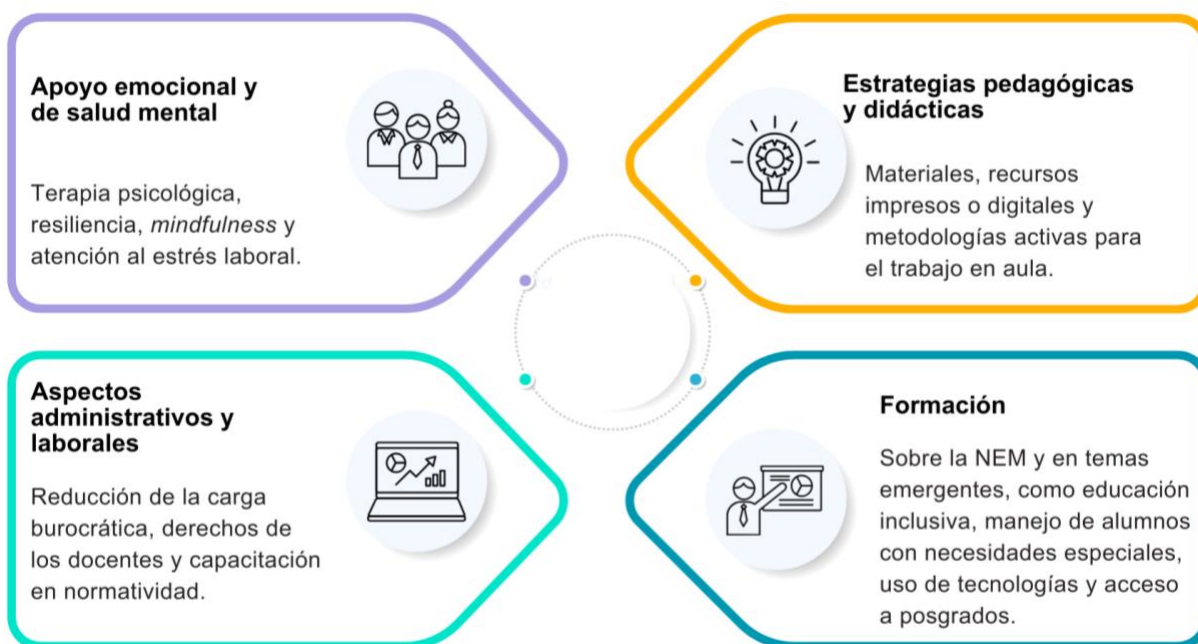 Apoyo emocional y
de salud mental
Terapia psicológica,
resiliencia, mindfulness y
atención al estrés laboral.
Estrategias pedagógicas
y didácticas
Materiales, recursos
impresos o digitales y
metodologías activas para
el trabajo en aula.
Aspectos
administrativos y
laborales
Reducción de la carga
burocrática, derechos de
los docentes y capacitación
en normatividad.
Formación
Sobre la NEM y en temas
emergentes, como educación
inclusiva, manejo de alumnos
con necesidades especiales,
uso de tecnologías y acceso
a posgrados.